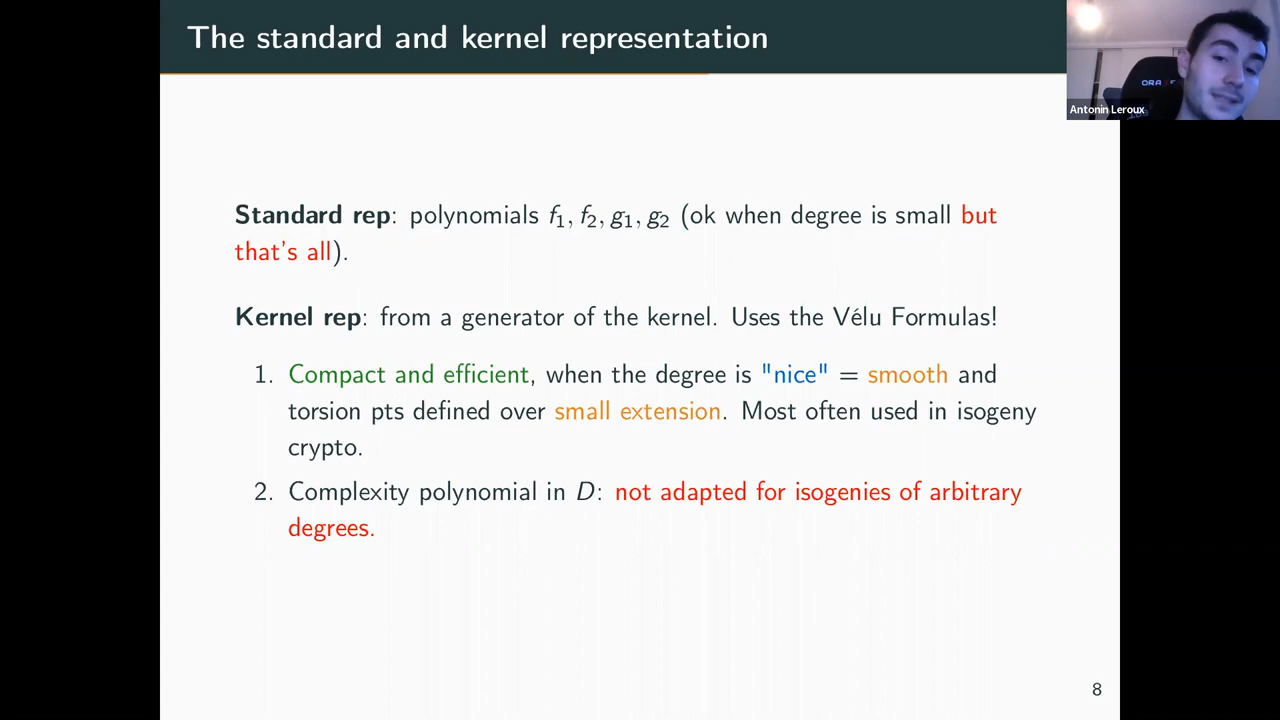 The standard and kernel representation
ORA
Antonin Leroux
Standard rep: polynomials f₁, f₂, g₁, g₂ (ok when degree is small but
that's all).
Kernel rep: from a generator of the kernel. Uses the Vélu Formulas!
1. Compact and efficient, when the degree is "nice" = smooth and
torsion pts defined over small extension. Most often used in isogeny
crypto.
2. Complexity polynomial in D: not adapted for isogenies of arbitrary
degrees.
8